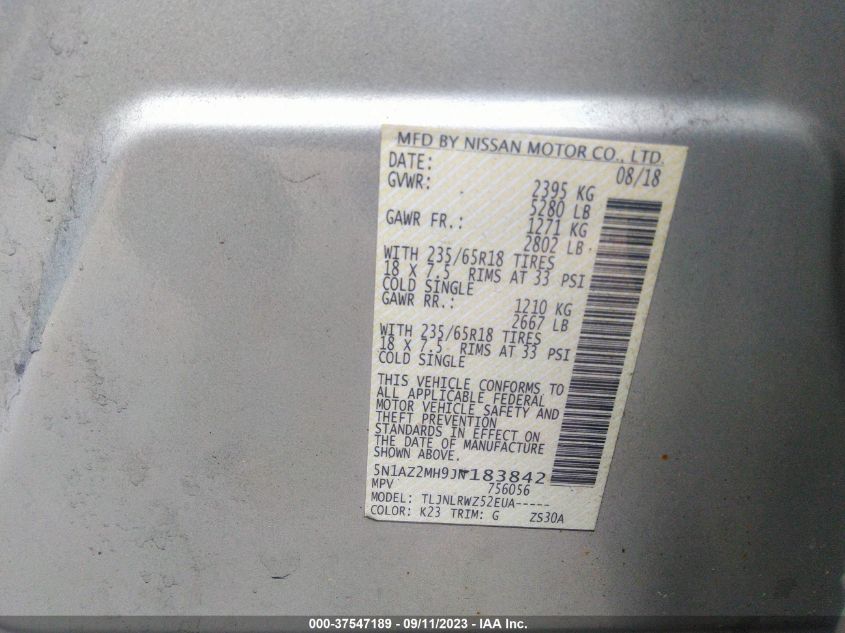 MFD BY NISSAN MOTOR CO., LTD.
DATE: 08/18
GVWR: 2395 KG
5280 LB
GAWR FR.: 1271 KG
2802 LB
WITH 235/65R18 TIRES
18 X 7.5 RIMS AT 33 PSI
COLD SINGLE
GAWR RR.: 1210 KG
2667 LB
WITH 235/65R18 TIRES
18 X 7.5 RIMS AT 33 PSI
COLD SINGLE
THIS VEHICLE CONFORMS TO
ALL APPLICABLE FEDERAL
MOTOR VEHICLE SAFETY AND
THEFT PREVENTION
STANDARDS IN EFFECT ON
THE DATE OF MANUFACTURE
SHOWN ABOVE.
5N1AZ2MH9JN183842
MPV 756056
MODEL: TLJNLRWZ52EUA-----
COLOR: K23 TRIM: G ZS30A
000-37547189 - 09/11/2023 - IAA Inc.